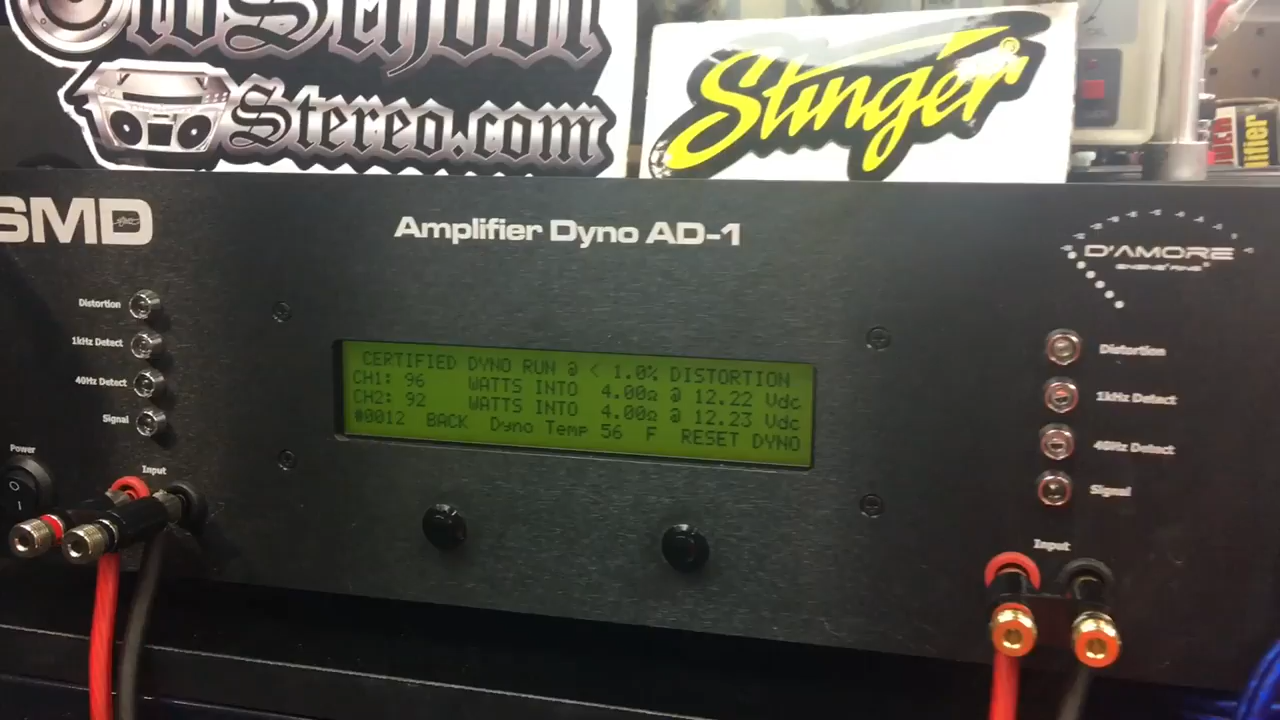 OldSchool
Stereo.com
Stinger®
SMD
Amplifier Dyno AD-1
D'AMORE
ENGINEERING
Distortion
1kHz Detect
40Hz Detect
Signal
Power
Input
CERTIFIED DYNO RUN @ < 1.0% DISTORTION
CH1: 96 WATTS INTO 4.00Ω @ 12.22 Vdc
CH2: 92 WATTS INTO 4.00Ω @ 12.23 Vdc
#0012 BACK Dyno Temp 56 F RESET DYNO
Distortion
1kHz Detect
40Hz Detect
Signal
Input